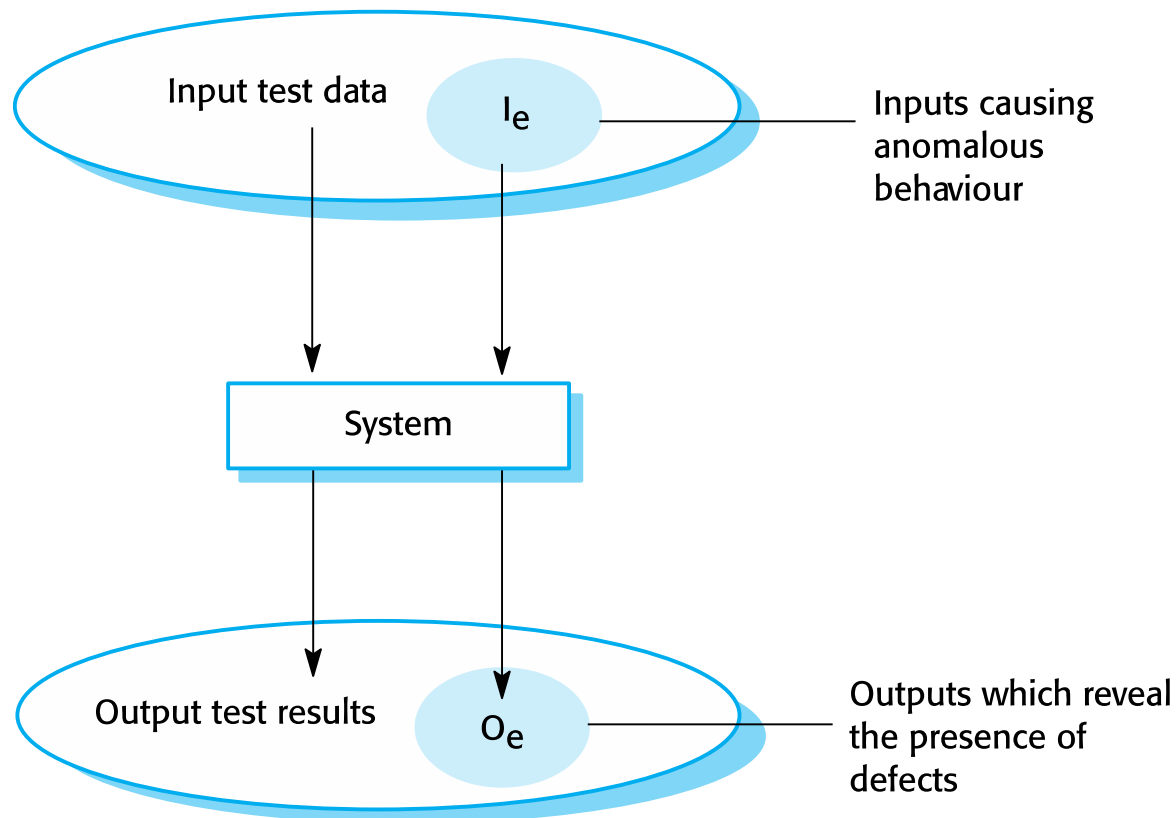 Input test data
Ie
Inputs causing
anomalous
behaviour
System
Output test results
Oe
Outputs which reveal
the presence of
defects